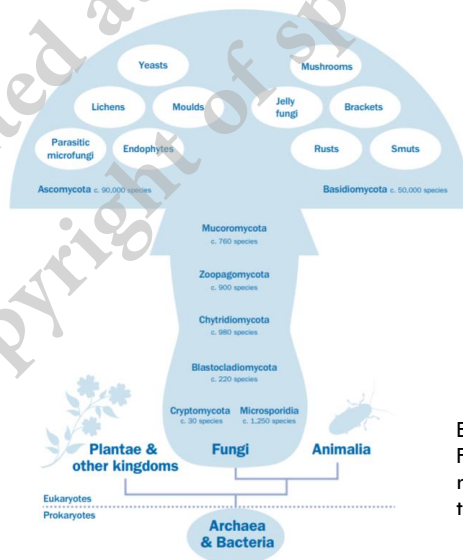 Yeasts
Mushrooms
Lichens
Moulds
Jelly
fungi
Brackets
Parasitic
microfungi
Endophytes
Rusts
Smuts
Ascomycota c. 90,000 species
Basidiomycota c. 50,000 species
Mucoromycota
c. 760 species
Zoopagomycota
c. 900 species
Chytridiomycota
c. 980 species
Blastocladiomycota
c. 220 species
Cryptomycota
c. 30 species
Microsporidia
c. 1,250 species
Plantae &
other kingdoms
Fungi
Animalia
Eukaryotes
Prokaryotes
Archaea
& Bacteria